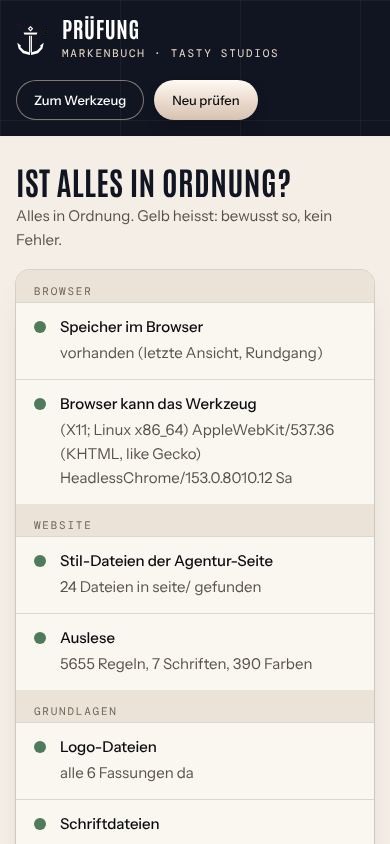 PRÜFUNG
MARKENBUCH · TASTY STUDIOS
Zum Werkzeug
Neu prüfen
IST ALLES IN ORDNUNG?
Alles in Ordnung. Gelb heisst: bewusst so, kein
Fehler.
BROWSER
Speicher im Browser
vorhanden (letzte Ansicht, Rundgang)
Browser kann das Werkzeug
(X11; Linux x86_64) AppleWebKit/537.36
(KHTML, like Gecko)
HeadlessChrome/153.0.8010.12 Sa
WEBSITE
Stil-Dateien der Agentur-Seite
24 Dateien in seite/ gefunden
Auslese
5655 Regeln, 7 Schriften, 390 Farben
GRUNDLAGEN
Logo-Dateien
alle 6 Fassungen da
Schriftdateien